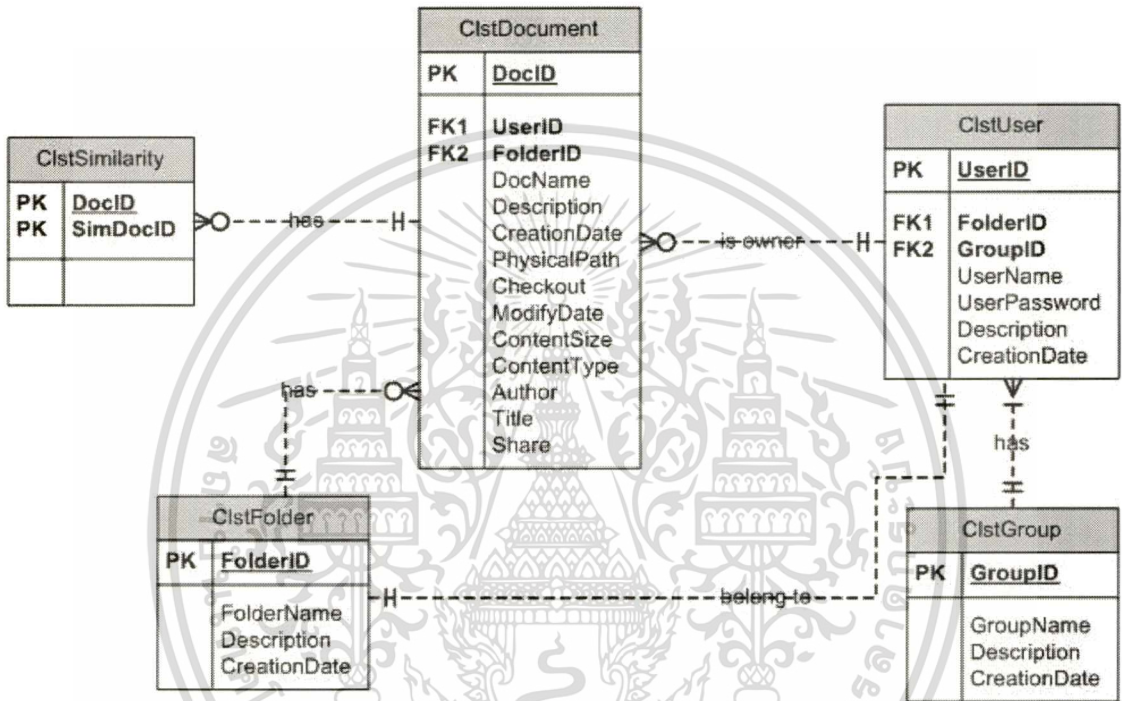 ClstDocument
PK DocID
FK1 UserID
FK2 FolderID
DocName
Description
CreationDate
PhysicalPath
Checkout
ModifyDate
ContentSize
ContentType
Author
Title
Share
ClstSimilarity
PK DocID
PK SimDocID
has
is owner
ClstUser
PK UserID
FK1 FolderID
FK2 GroupID
UserName
UserPassword
Description
CreationDate
has
has
ClstFolder
PK FolderID
FolderName
Description
CreationDate
belong to
ClstGroup
PK GroupID
GroupName
Description
CreationDate